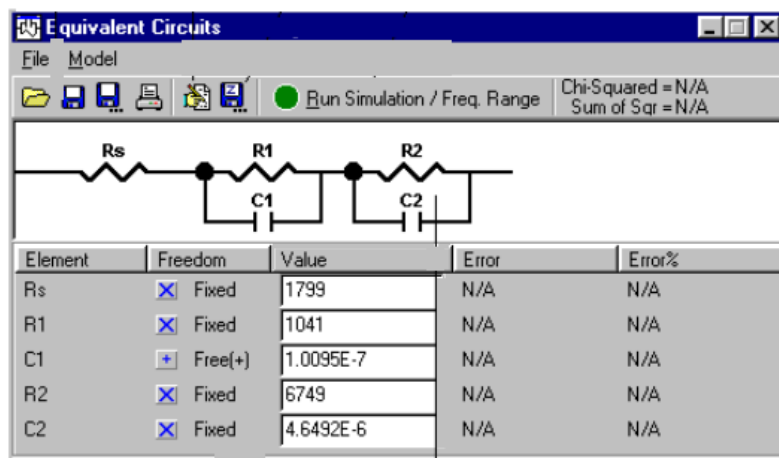 Equivalent Circuits
File Model
Run Simulation / Freq. Range
Chi-Squared = N/A
Sum of Sqr = N/A
Rs R1 R2
C1 C2
Element Freedom Value Error Error%
Rs Fixed 1799 N/A N/A
R1 Fixed 1041 N/A N/A
C1 Free(+) 1.0095E-7 N/A N/A
R2 Fixed 6749 N/A N/A
C2 Fixed 4.6492E-6 N/A N/A